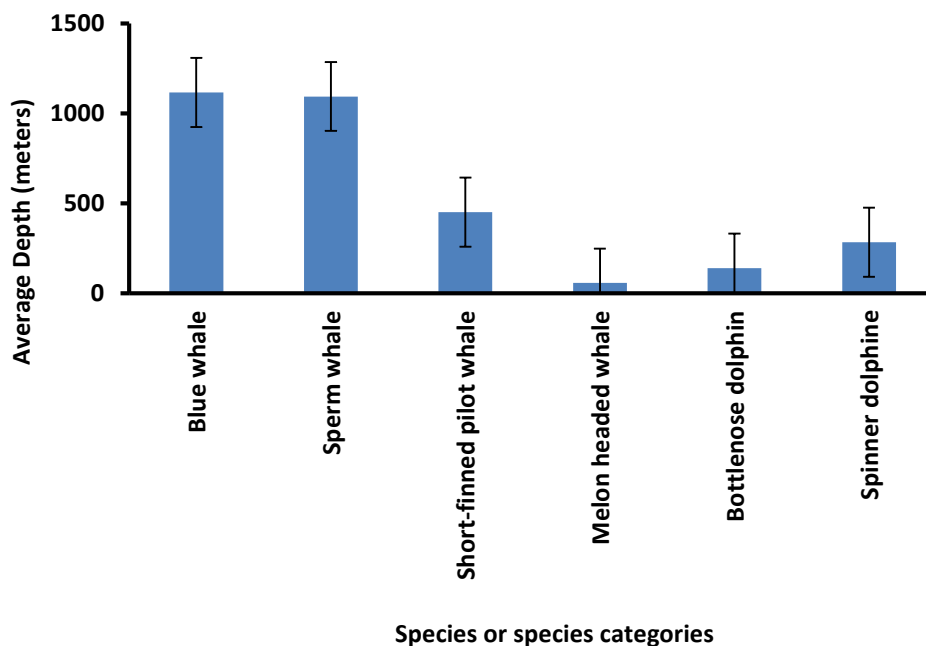 1500
1000
500
0
Average Depth (meters)
Blue whale
Sperm whale
Short-finned pilot whale
Melon headed whale
Bottlenose dolphin
Spinner dolphine
Species or species categories